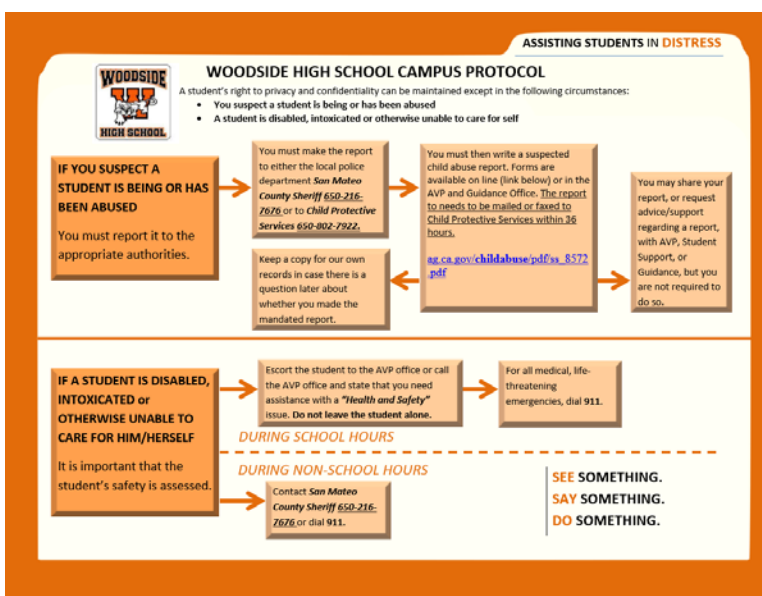 ASSISTING STUDENTS IN DISTRESS
WOODSIDE
HIGH SCHOOL
WOODSIDE HIGH SCHOOL CAMPUS PROTOCOL
A student's right to privacy and confidentiality can be maintained except in the following circumstances:
• You suspect a student is being or has been abused
• A student is disabled, intoxicated or otherwise unable to care for self
IF YOU SUSPECT A
STUDENT IS BEING OR HAS
BEEN ABUSED
You must report it to the
appropriate authorities.
You must make the report
to either the local police
department San Mateo
County Sheriff 650-216-
7676 or to Child Protective
Services 650-802-7922.
You must then write a suspected
child abuse report. Forms are
available on line (link below) or in the
AVP and Guidance Office. The report
to needs to be mailed or faxed to
Child Protective Services within 36
hours.
ag.ca.gov/childabuse/pdf/ss_8572
.pdf
You may share your
report, or request
advice/support
regarding a report,
with AVP, Student
Support, or
Guidance, but you
are not required to
do so.
Keep a copy for our own
records in case there is a
question later about
whether you made the
mandated report.
IF A STUDENT IS DISABLED,
INTOXICATED or
OTHERWISE UNABLE TO
CARE FOR HIM/HERSELF
It is important that the
student's safety is assessed.
Escort the student to the AVP office or call
the AVP office and state that you need
assistance with a "Health and Safety"
issue. Do not leave the student alone.
For all medical, life-
threatening
emergencies, dial 911.
DURING SCHOOL HOURS
DURING NON-SCHOOL HOURS
Contact San Mateo
County Sheriff 650-216-
7676 or dial 911.
SEE SOMETHING.
SAY SOMETHING.
DO SOMETHING.